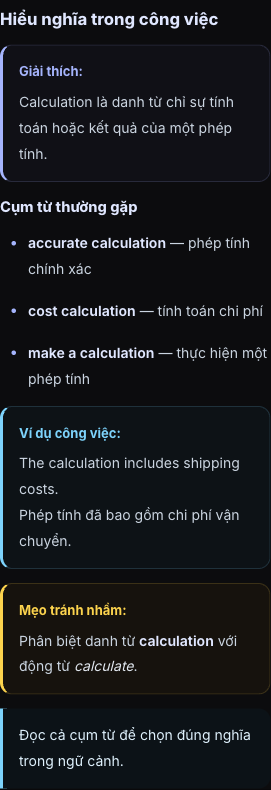 Hiểu nghĩa trong công việc
Giải thích:
Calculation là danh từ chỉ sự tính
toán hoặc kết quả của một phép
tính.
Cụm từ thường gặp
• accurate calculation — phép tính
chính xác
• cost calculation — tính toán chi phí
• make a calculation — thực hiện một
phép tính
Ví dụ công việc:
The calculation includes shipping
costs.
Phép tính đã bao gồm chi phí vận
chuyển.
Mẹo tránh nhầm:
Phân biệt danh từ calculation với
động từ calculate.
Đọc cả cụm từ để chọn đúng nghĩa
trong ngữ cảnh.